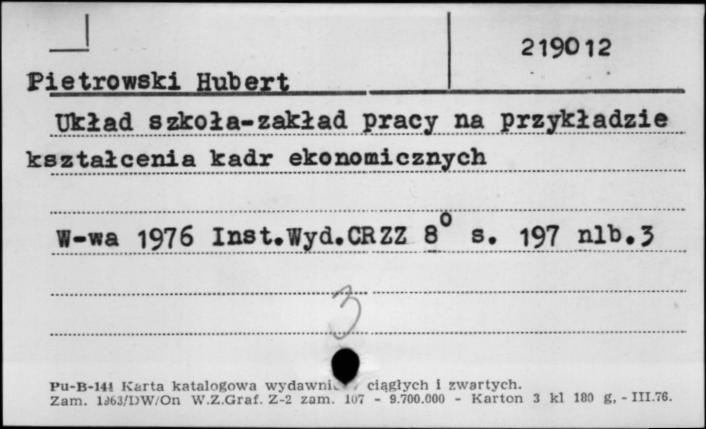 219012
Pietrowski Hubert
Układ szkoła-zakład pracy na przykładzie
kształcenia kadr ekonomicznych
W-wa 1976 Inst.Wyd.CRZZ 8° s. 197 nlb.3
3
Pu-B-141 Karta katalogowa ciągłych i zwartych.
Zam. 1363/DW/On W.Z.Graf. Z-2 zam. 107 - 9.700.000 - Karton 3 kl 180 g. - III.76.